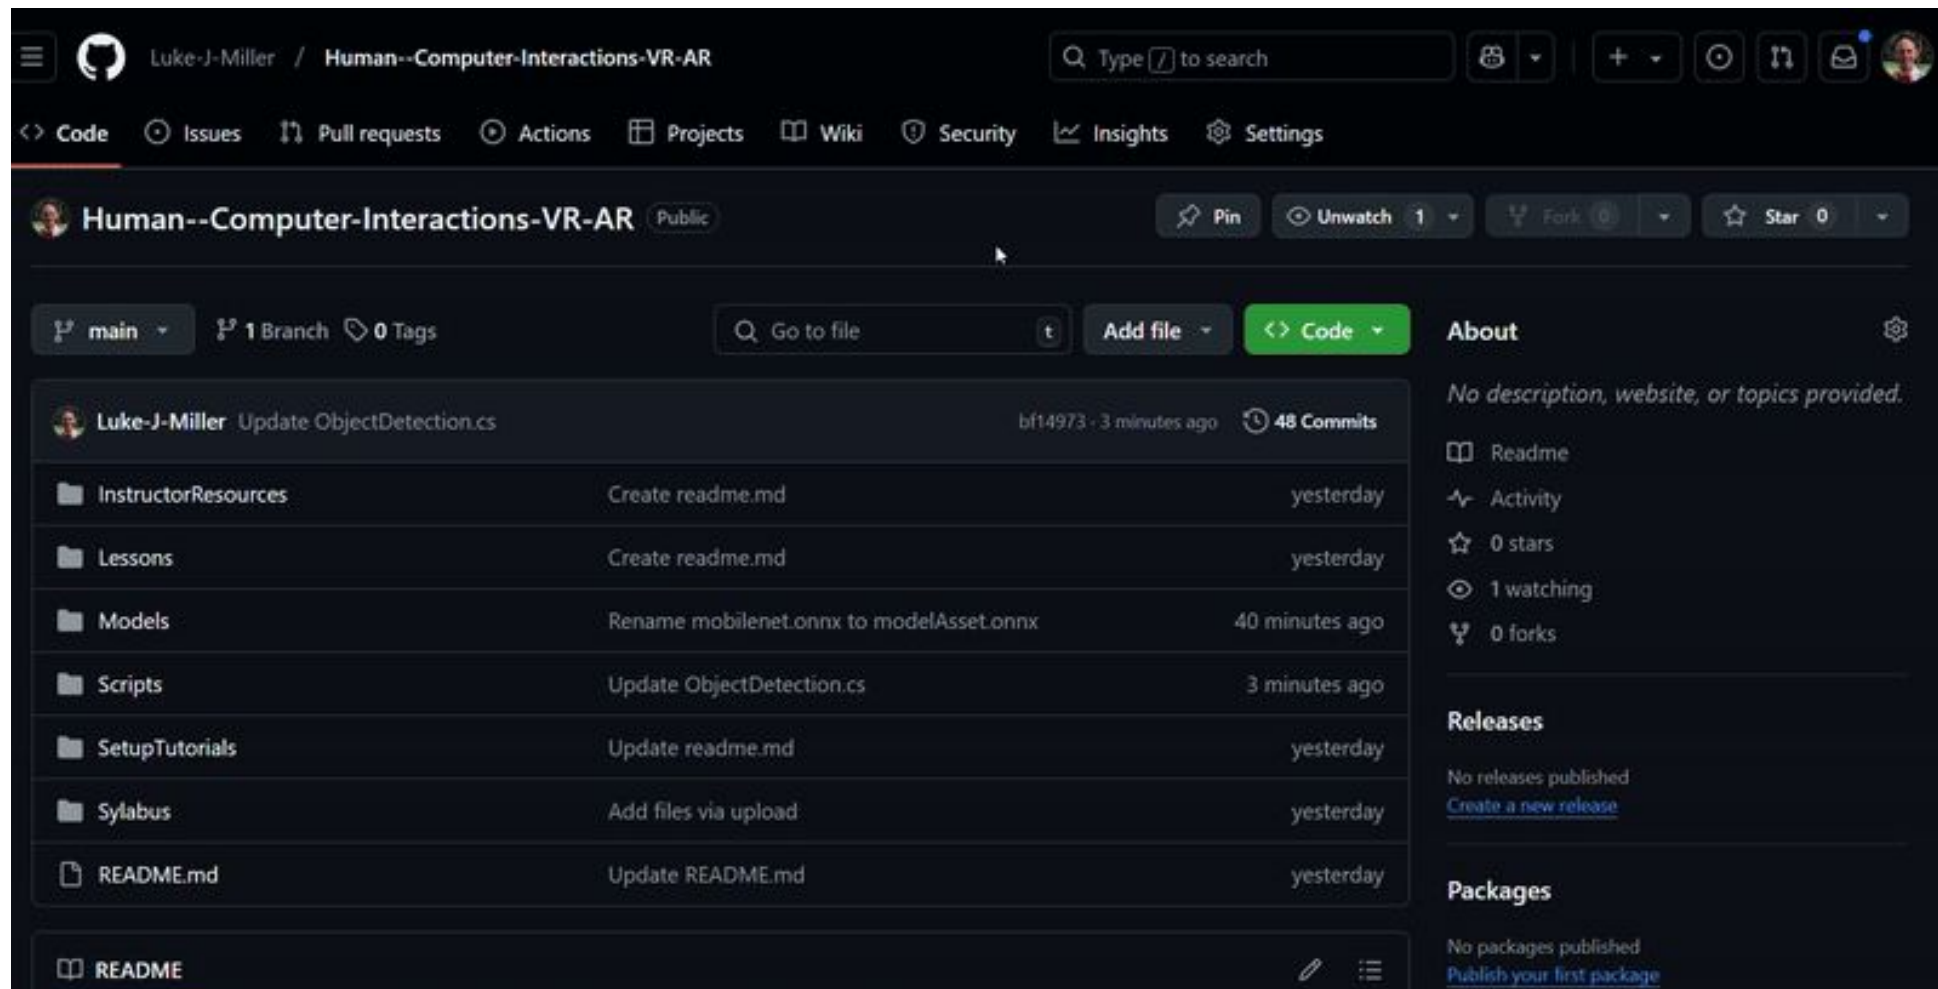 Luke-J-Miller / Human--Computer-Interactions-VR-AR
Type / to search
Code Issues Pull requests Actions Projects Wiki Security Insights Settings
Human--Computer-Interactions-VR-AR Public
Pin Unwatch 1 Fork 0 Star 0
main 1 Branch 0 Tags Go to file t Add file Code
Luke-J-Miller Update ObjectDetection.cs bf14973 · 3 minutes ago 48 Commits
InstructorResources Create readme.md yesterday
Lessons Create readme.md yesterday
Models Rename mobilenet.onnx to modelAsset.onnx 40 minutes ago
Scripts Update ObjectDetection.cs 3 minutes ago
SetupTutorials Update readme.md yesterday
Sylabus Add files via upload yesterday
README.md Update README.md yesterday
README
About
No description, website, or topics provided.
Readme
Activity
0 stars
1 watching
0 forks
Releases
No releases published
Create a new release
Packages
No packages published
Publish your first package